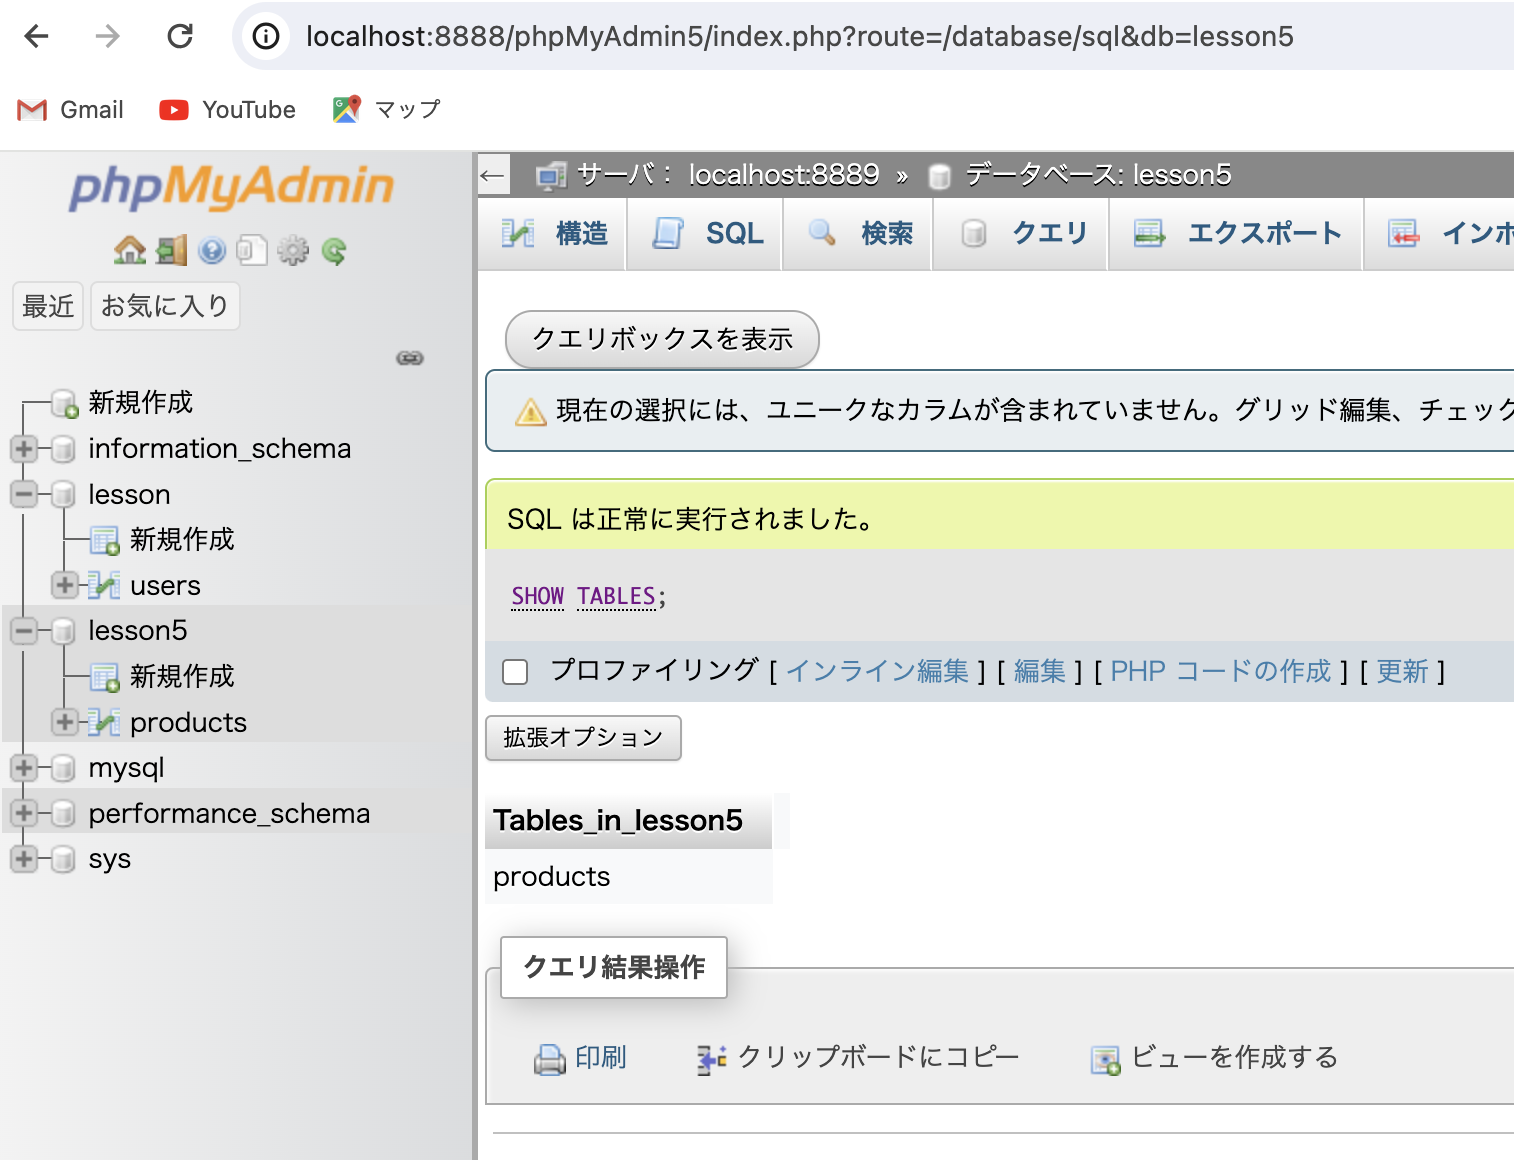 localhost:8888/phpMyAdmin5/index.php?route=/database/sql&db=lesson5
Gmail YouTube マップ
phpMyAdmin
最近 お気に入り
新規作成
information_schema
lesson
新規作成
users
lesson5
新規作成
products
mysql
performance_schema
sys
← サーバ: localhost:8889 » データベース: lesson5
構造 SQL 検索 クエリ エクスポート インポ
クエリボックスを表示
現在の選択には、ユニークなカラムが含まれていません。グリッド編集、チェック
SQL は正常に実行されました。
SHOW TABLES;
プロファイリング [ インライン編集 ] [ 編集 ] [ PHP コードの作成 ] [ 更新 ]
拡張オプション
Tables_in_lesson5
products
クエリ結果操作
印刷 クリップボードにコピー ビューを作成する